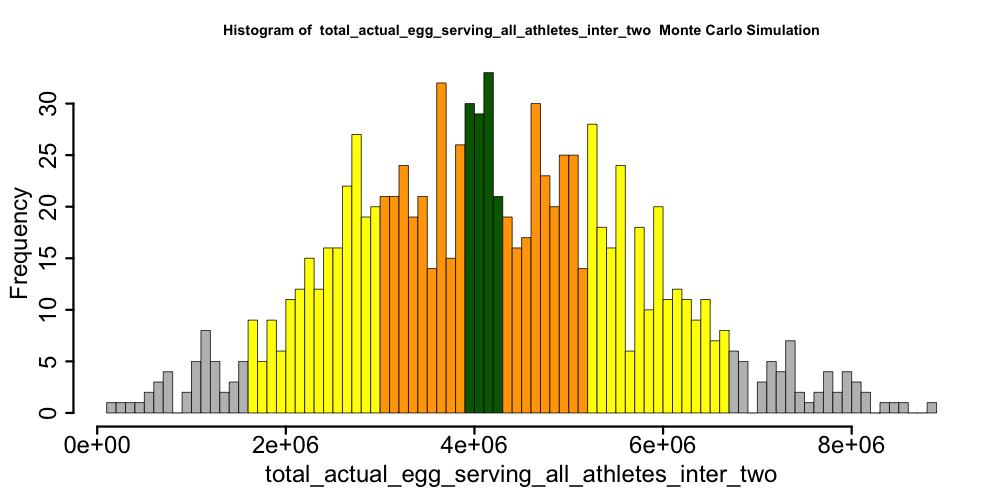 Histogram of  total_actual_egg_serving_all_athletes_inter_two  Monte Carlo Simulation
Frequency
30
25
20
15
10
5
0
0e+00 2e+06 4e+06 6e+06 8e+06
total_actual_egg_serving_all_athletes_inter_two